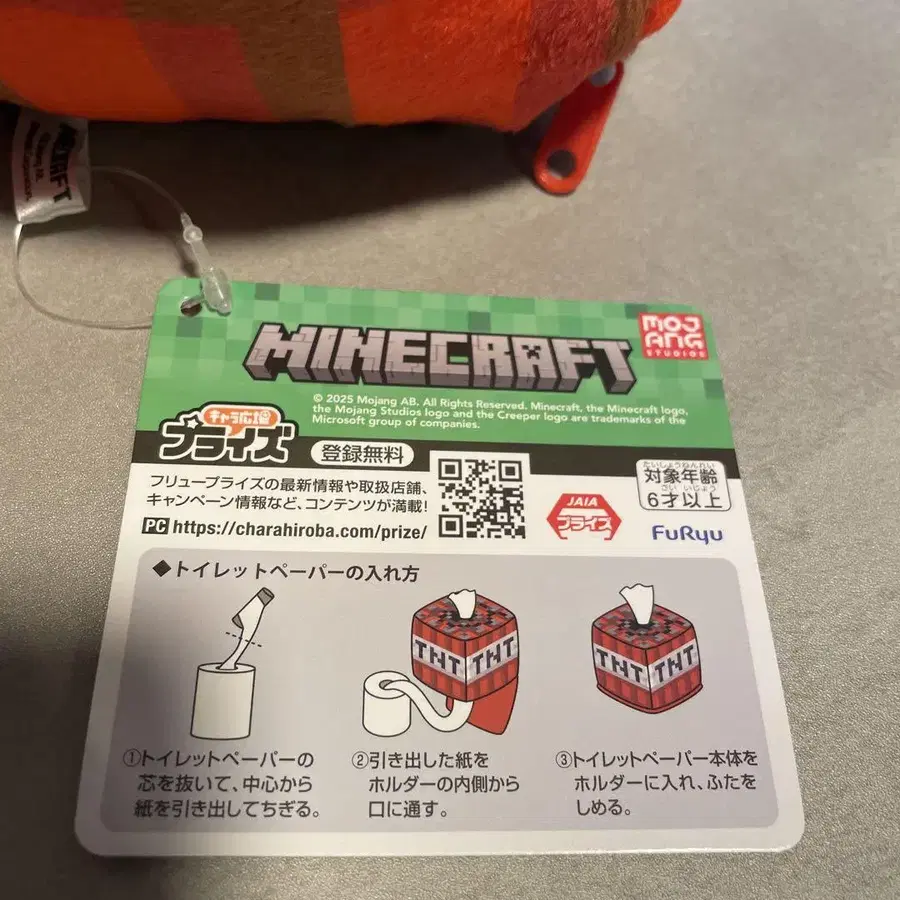 MINECRAFT
MOJ
ANG
STUDIOS
© 2025 Mojang AB. All Rights Reserved. Minecraft, the Minecraft logo,
the Mojang Studios logo and the Creeper logo are trademarks of the
Microsoft group of companies.
キャラ広場
プライズ
登録無料
フリュープライズの最新情報や取扱店舗、
キャンペーン情報など、コンテンツが満載!
PC https://charahiroba.com/prize/
JAIA
プライズ
たいしょうねんれい
対象年齢
さい いじょう
6才以上
FuRyu
◆トイレットペーパーの入れ方
TNT TNT
TNT TNT
①トイレットペーパーの
芯を抜いて、中心から
紙を引き出してちぎる。
②引き出した紙を
ホルダーの内側から
口に通す。
③トイレットペーパー本体を
ホルダーに入れ、ふたを
しめる。